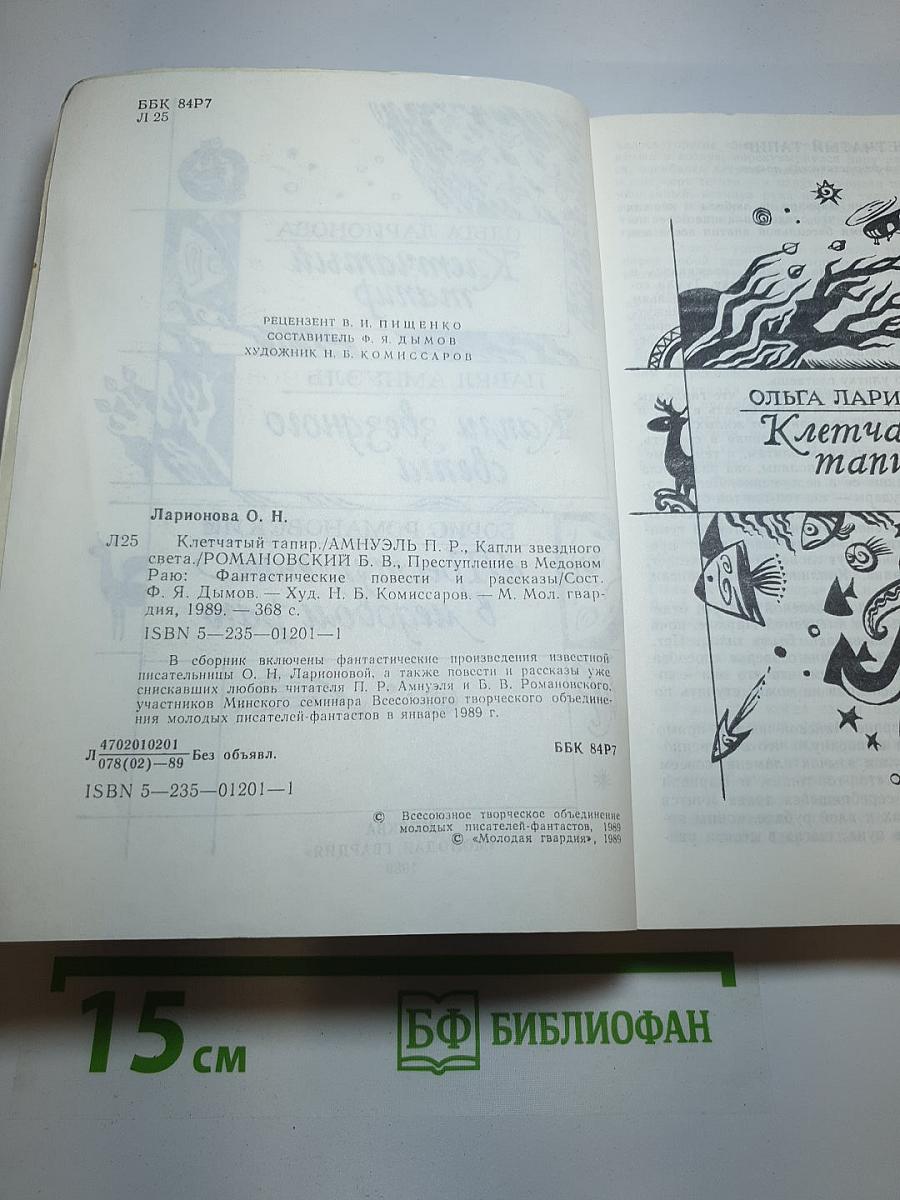 ББК 84Р7
Л 25
РЕЦЕНЗЕНТ В. И. ПИЩЕНКО
СОСТАВИТЕЛЬ Ф. Я. ДЫМОВ
ХУДОЖНИК Н. Б. КОМИССАРОВ
Ларионова О. Н.
Л25 Клетчатый тапир./АМНУЭЛЬ П. Р., Капли звездного
света./РОМАНОВСКИЙ Б. В., Преступление в Медовом
Раю: Фантастические повести и рассказы/Сост.
Ф. Я. Дымов. — Худ. Н. Б. Комиссаров. — М. Мол. гвар-
дия, 1989. — 368 с.
ISBN 5—235—01201—1
В сборник включены фантастические произведения известной
писательницы О. Н. Ларионовой, а также повести и рассказы уже
снискавших любовь читателя П. Р. Амнуэля и Б. В. Романовского,
участников Минского семинара Всесоюзного творческого объедине-
ния молодых писателей-фантастов в январе 1989 г.
Л 4702010201
078(02)—89 Без объявл.
ББК 84Р7
ISBN 5—235—01201—1
© Всесоюзное творческое объединение
молодых писателей-фантастов, 1989
© «Молодая гвардия», 1989
ОЛЬГА ЛАРИ
Клетча
тапи
15 см
БФ БИБЛИОФАН